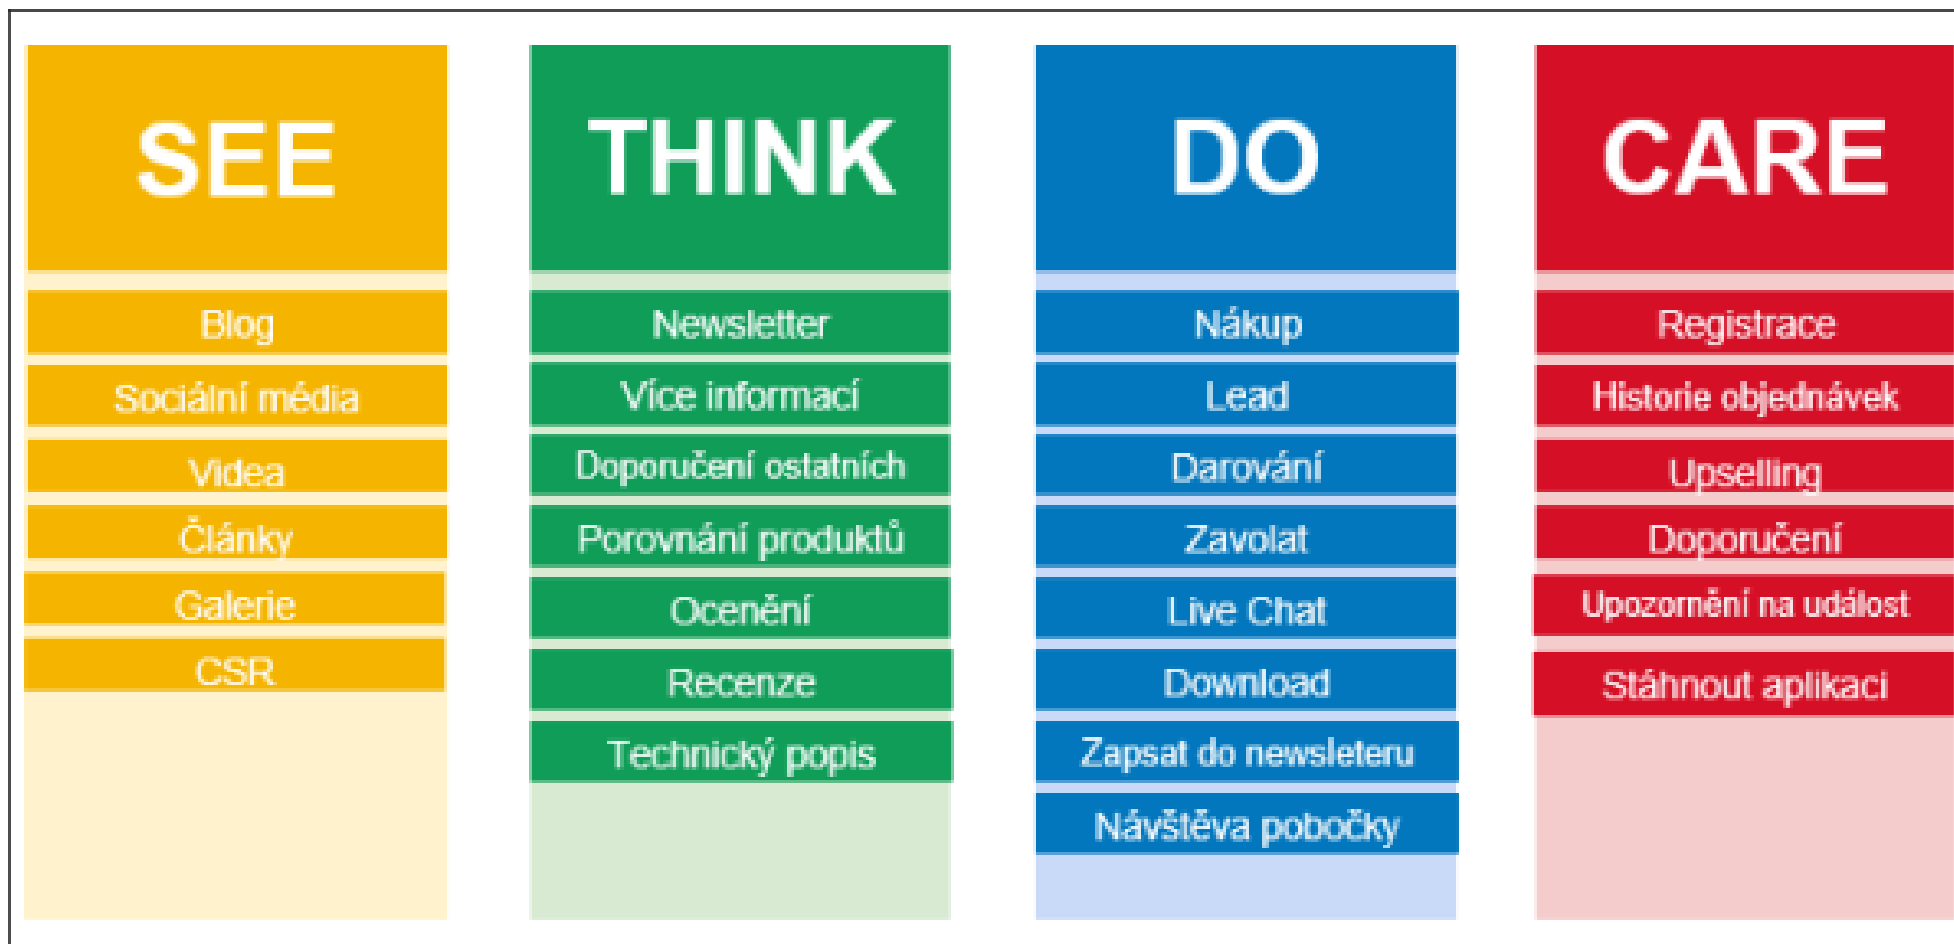 SEE
Blog
Sociální média
Videa
Články
Galerie
CSR
THINK
Newsletter
Více informací
Doporučení ostatních
Porovnání produktů
Ocenění
Recenze
Technický popis
DO
Nákup
Lead
Darování
Zavolat
Live Chat
Download
Zapsat do newsleteru
Návštěva pobočky
CARE
Registrace
Historie objednávek
Upselling
Doporučení
Upozornění na událost
Stáhnout aplikaci